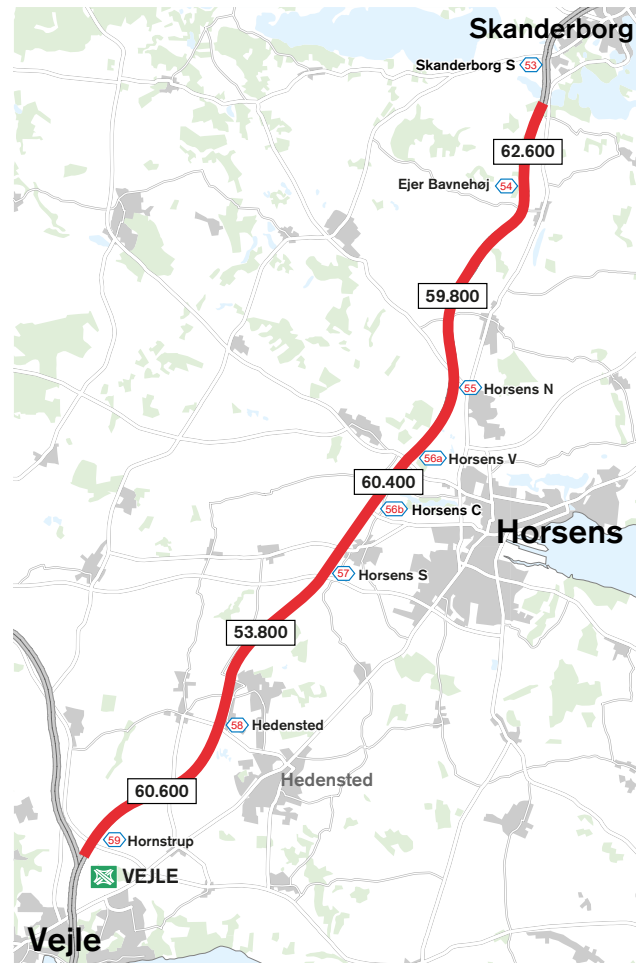 Skanderborg
Skanderborg S 53
62.600
Ejer Bavnehøj 54
59.800
55 Horsens N
56a Horsens V
60.400
56b Horsens C
Horsens
57 Horsens S
53.800
58 Hedensted
Hedensted
60.600
59 Hornstrup
VEJLE
Vejle